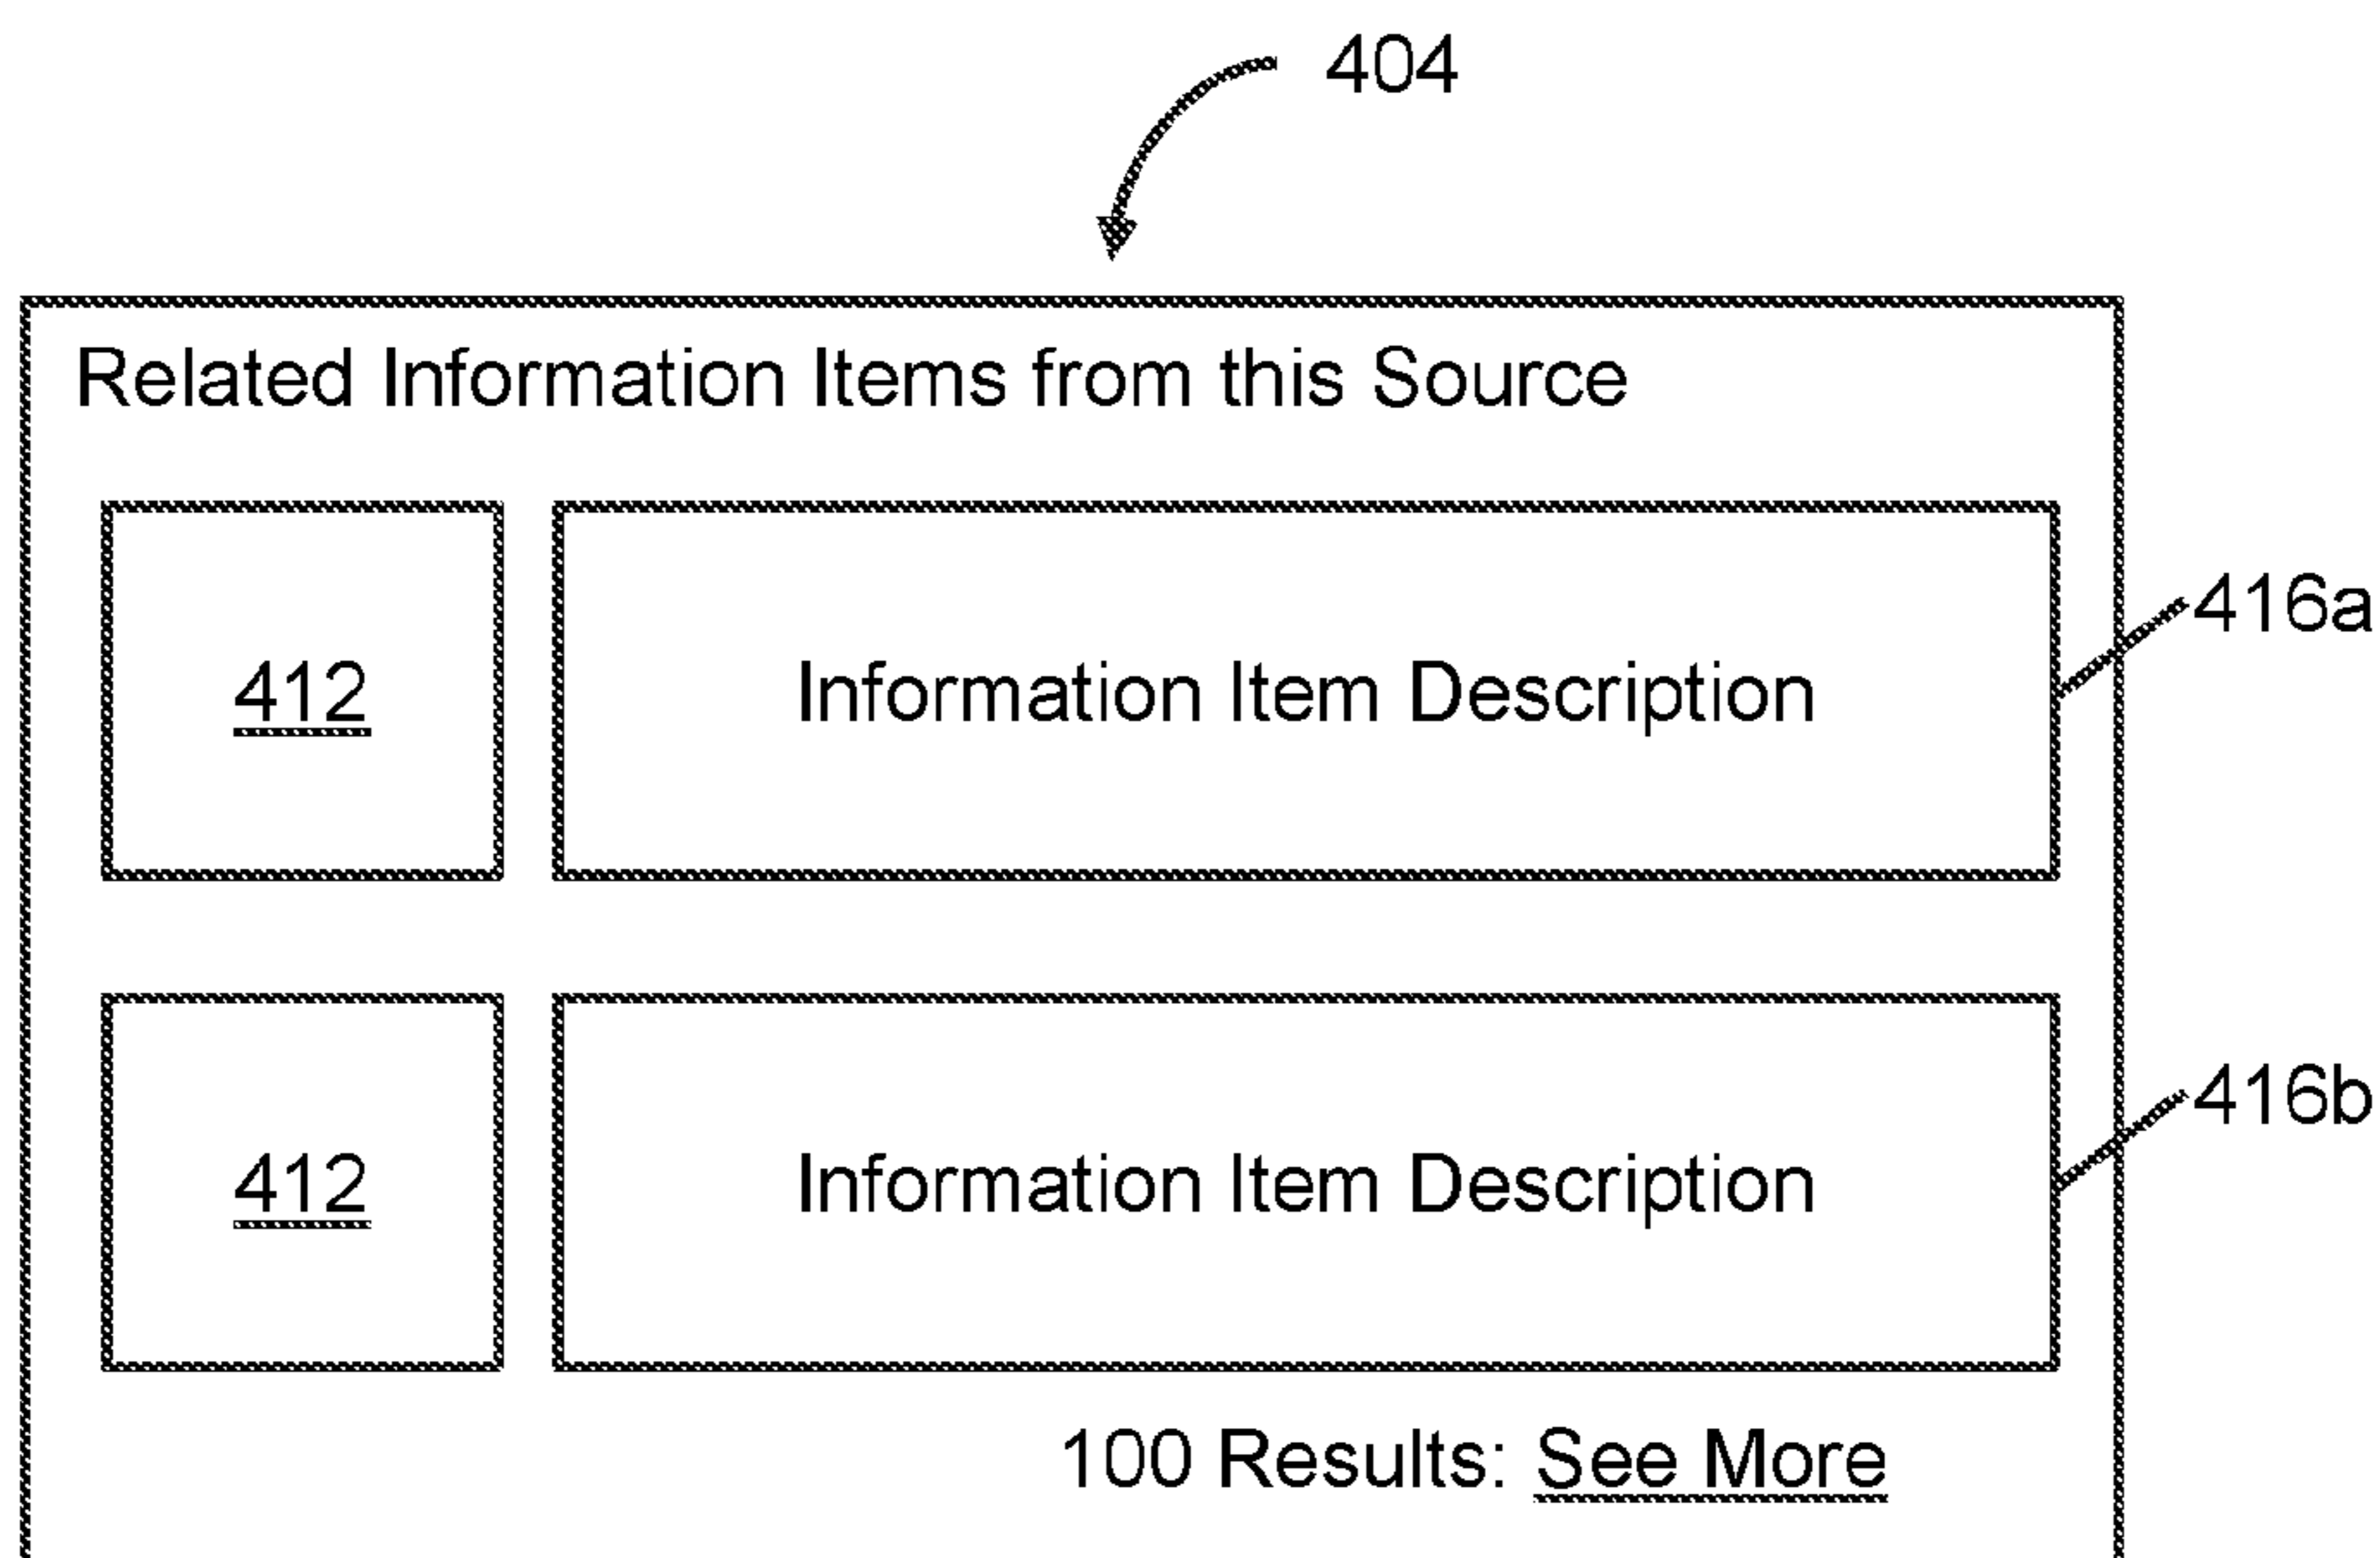 404
Related Information Items from this Source
416a
412 Information Item Description
416b
412 Information Item Description
100 Results: See More